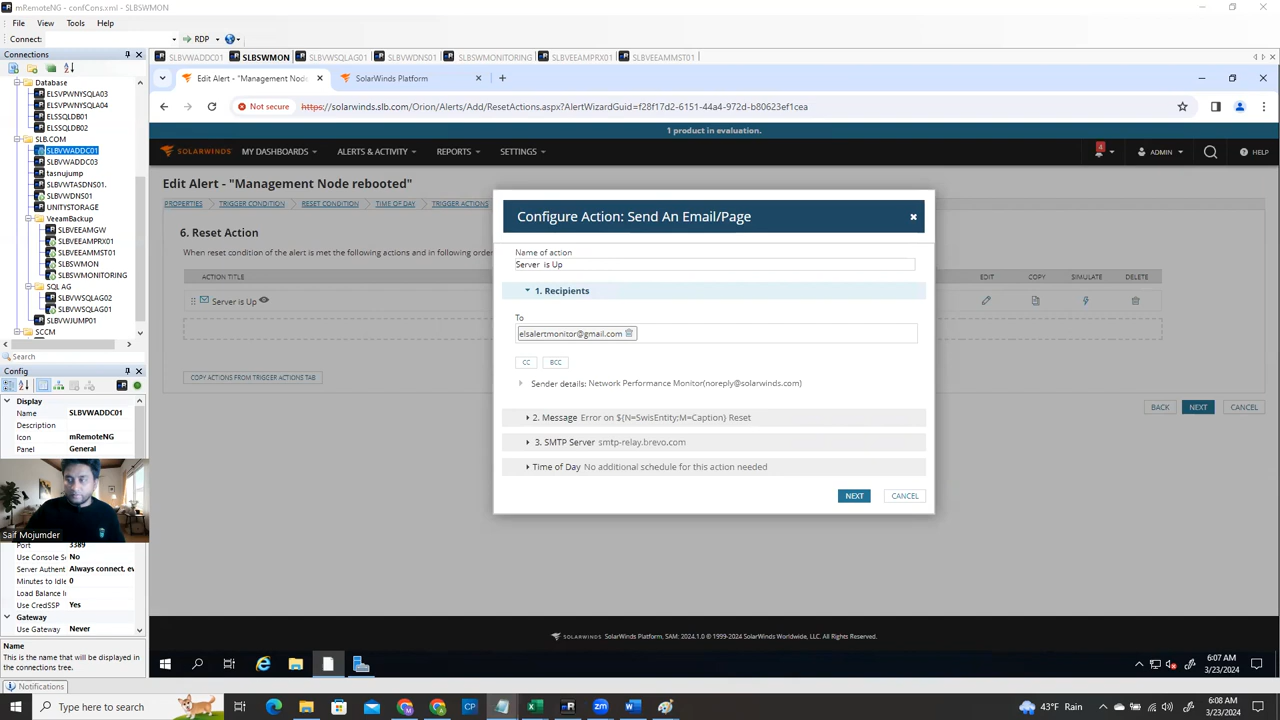 mRemoteNG - confCons.xml - SLBSWMON
File View Tools Help
Connect: RDP
Connections
Database
ELSVPWNYSQLA03
ELSVPWNYSQLA04
ELSSQLDB01
ELSSQLDB02
SLB.COM
SLBVWADDC01
SLBVWADDC03
tasnujump
SLBVWTASDNS01.
SLBVWDNS01
UNITYSTORAGE
VeeamBackup
SLBVEEAMGW
SLBVEEAMPRX01
SLBVEEAMMST01
SLBSWMON
SLBSWMONITORING
SQL AG
SLBVWSQLAG02
SLBVWSQLAG01
SLBVWJUMP01
SCCM
Search
Config
Display
Name SLBVWADDC01
Description
Icon mRemoteNG
Panel General
Saif Mojumder
Port 3389
Use Console Se No
Server Authent Always connect, ev
Minutes to Idle 0
Load Balance In
Use CredSSP Yes
Gateway
Use Gateway Never
Name
This is the name that will be displayed in
the connections tree.
Notifications
SLBVWADDC01 SLBSWMON SLBVWSQLAG01 SLBVWDNS01 SLBSWMONITORING SLBVEEAMPRX01 SLBVEEAMMST01
Edit Alert - "Management Node SolarWinds Platform
Not secure https://solarwinds.slb.com/Orion/Alerts/Add/ResetActions.aspx?AlertWizardGuid=f28f17d2-6151-44a4-972d-b80623ef1cea
1 product in evaluation.
SOLARWINDS MY DASHBOARDS ALERTS & ACTIVITY REPORTS SETTINGS 4 ADMIN HELP
Edit Alert - "Management Node rebooted"
PROPERTIES TRIGGER CONDITION RESET CONDITION TIME OF DAY TRIGGER ACTIONS
6. Reset Action
When reset condition of the alert is met the following actions and in following order
ACTION TITLE EDIT COPY SIMULATE DELETE
Server is Up
COPY ACTIONS FROM TRIGGER ACTIONS TAB
BACK NEXT CANCEL
Configure Action: Send An Email/Page
Name of action
Server is Up
1. Recipients
To
elsalertmonitor@gmail.com
CC BCC
Sender details: Network Performance Monitor(noreply@solarwinds.com)
2. Message Error on ${N=SwisEntity;M=Caption} Reset
3. SMTP Server smtp-relay.brevo.com
Time of Day No additional schedule for this action needed
NEXT CANCEL
SOLARWINDS SolarWinds Platform, SAM: 2024.1.0 © 1999-2024 SolarWinds Worldwide, LLC. All Rights Reserved.
6:07 AM
3/23/2024
Type here to search
43°F Rain
6:08 AM
3/23/2024